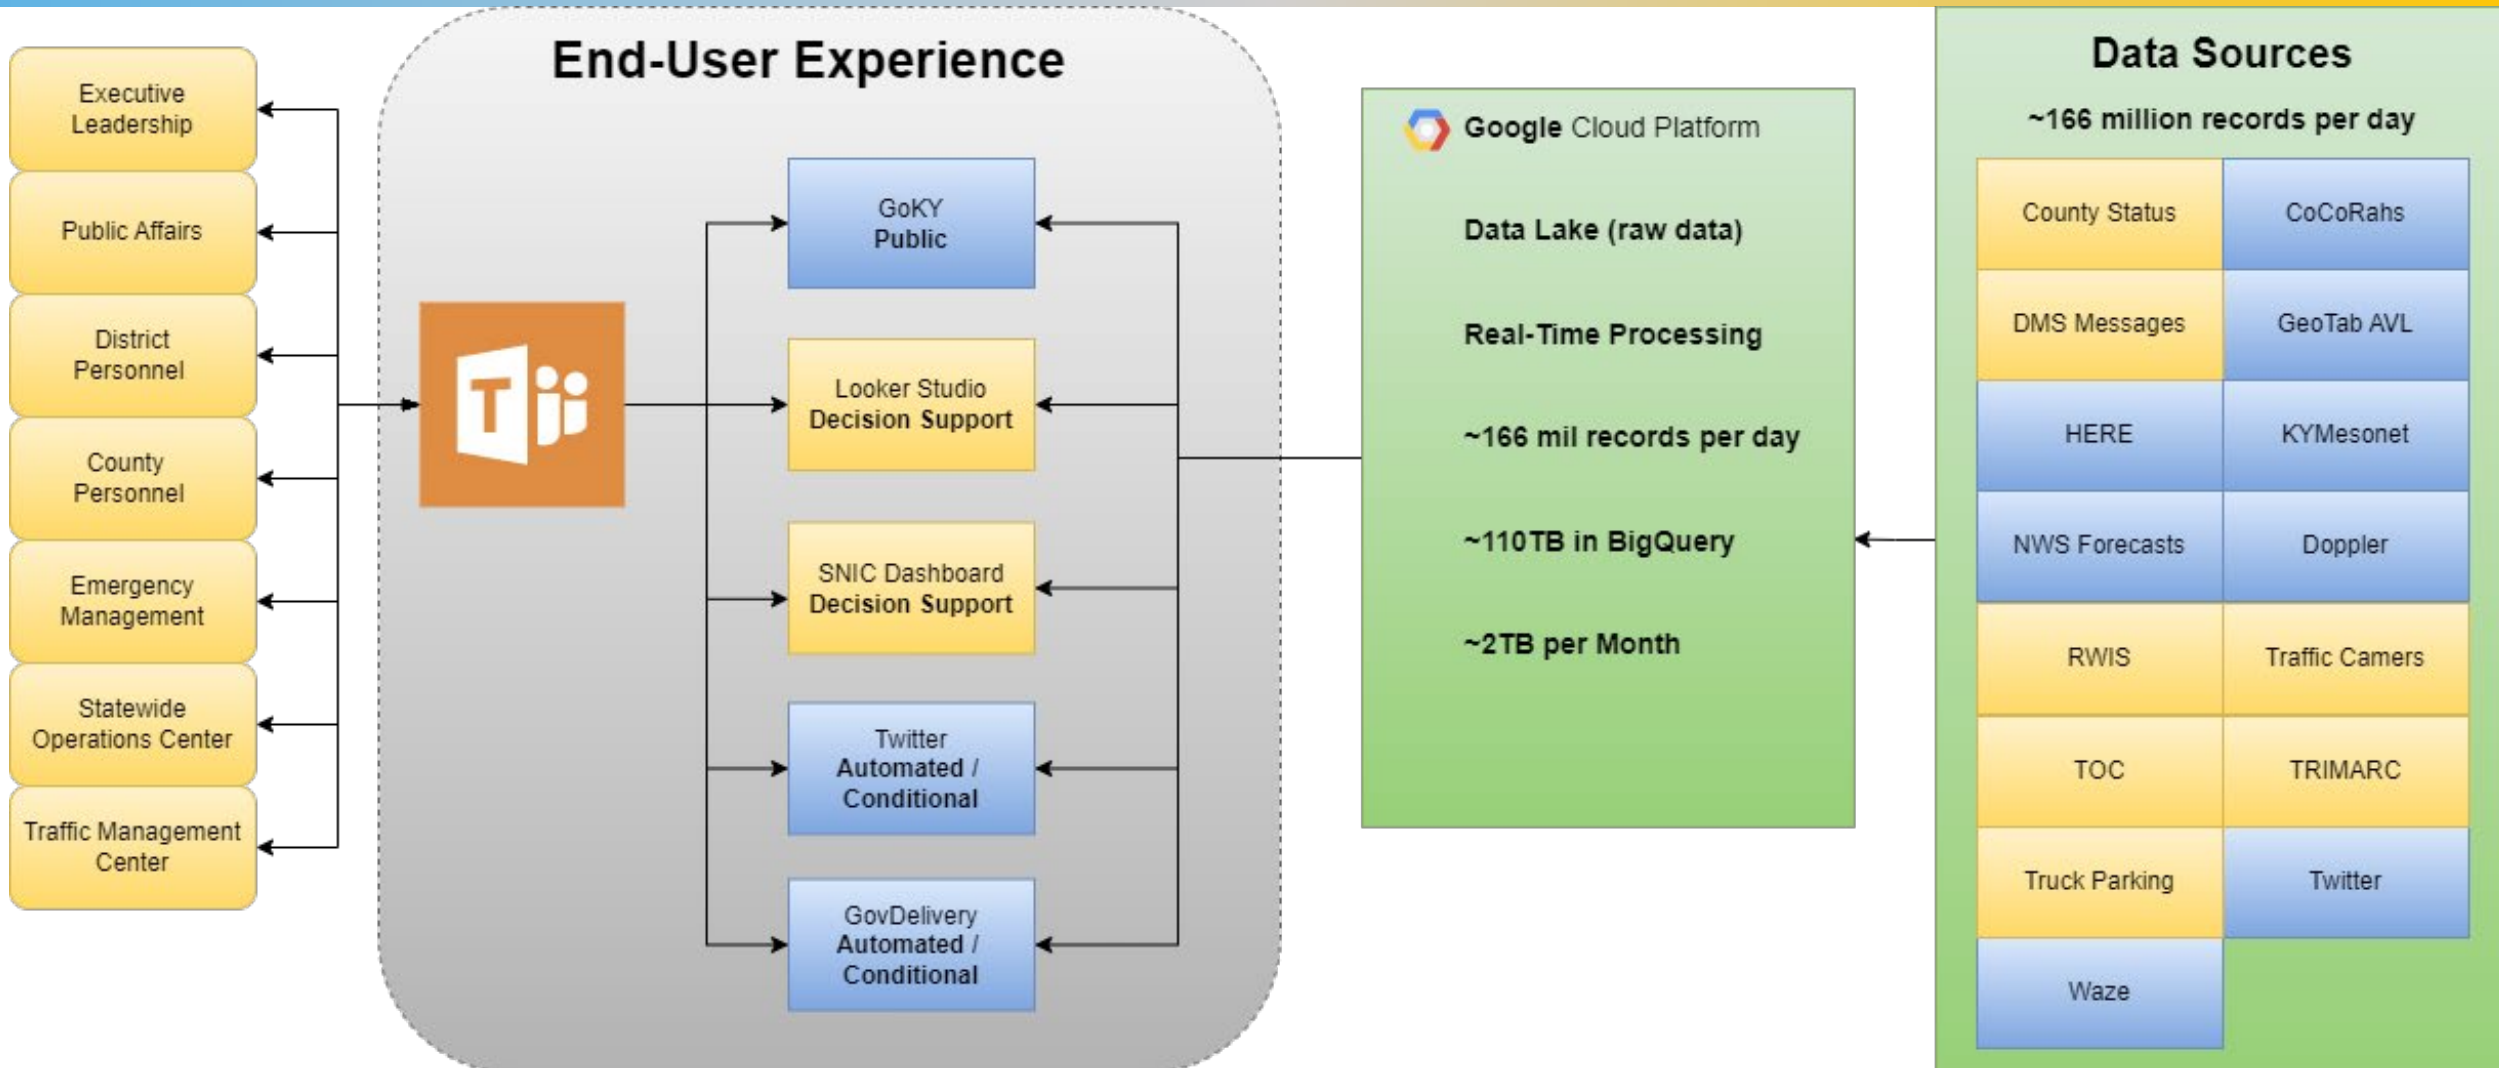 Executive
Leadership
Public Affairs
District
Personnel
County
Personnel
Emergency
Management
Statewide
Operations Center
Traffic Management
Center
End-User Experience
T
GoKY
Public
Looker Studio
Decision Support
SNIC Dashboard
Decision Support
Twitter
Automated /
Conditional
GovDelivery
Automated /
Conditional
Google Cloud Platform
Data Lake (raw data)
Real-Time Processing
~166 mil records per day
~110TB in BigQuery
~2TB per Month
Data Sources
~166 million records per day
County Status
CoCoRahs
DMS Messages
GeoTab AVL
HERE
KYMesonet
NWS Forecasts
Doppler
RWIS
Traffic Camers
TOC
TRIMARC
Truck Parking
Twitter
Waze